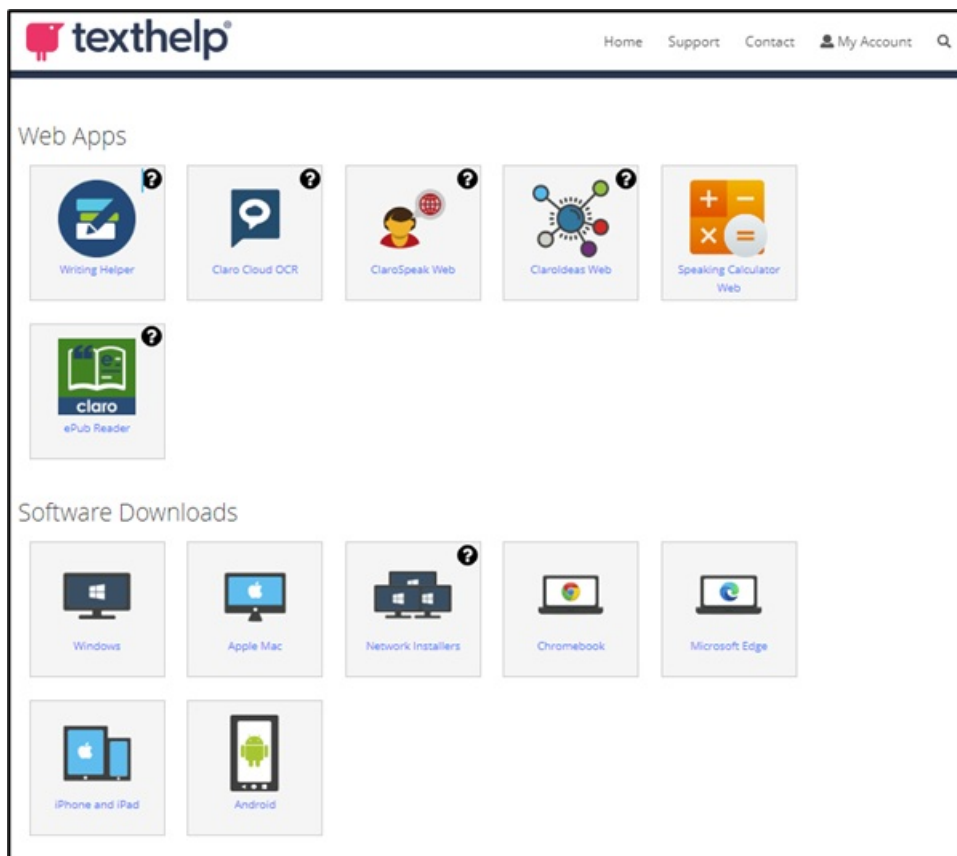 texthelp®
Home Support Contact My Account
Web Apps
? ? ? ?
Writing Helper Claro Cloud OCR ClaroSpeak Web ClaroIdeas Web Speaking Calculator Web
?
e
claro
ePub Reader
Software Downloads
?
Windows Apple Mac Network Installers Chromebook Microsoft Edge
iPhone and iPad Android